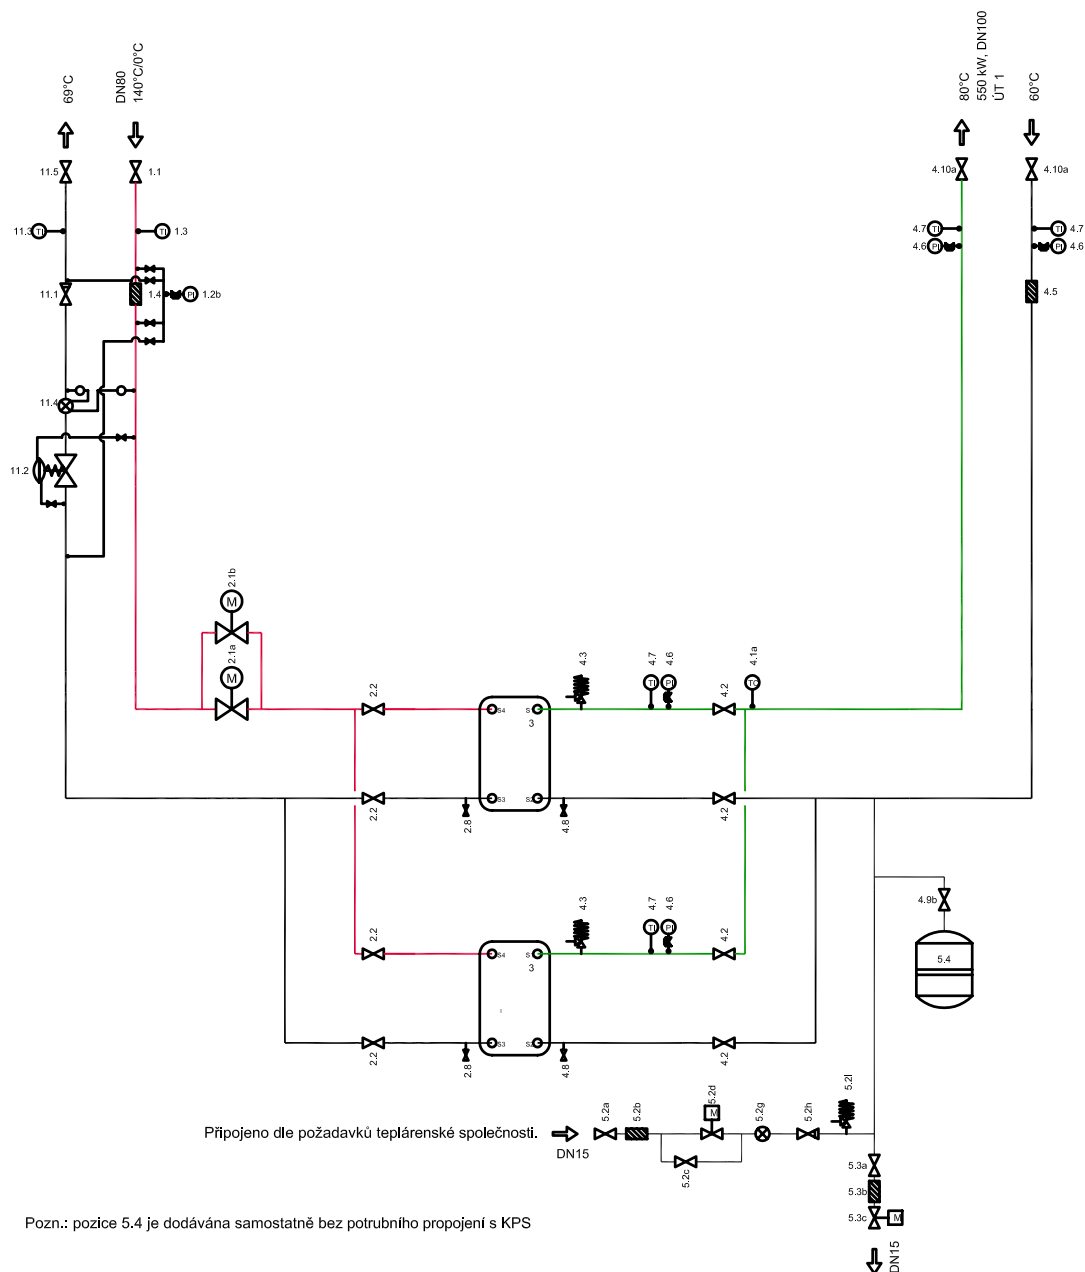 69°C
DN80
140°C/0°C
80°C
550 kW, DN100
ÚT 1
60°C
11.5
1.1
4.10a
4.10a
11.3
TI
TI
1.3
4.7
TI
TI
4.7
4.6
PI
PI
4.6
11.1
1.4
PI
1.2b
4.5
11.4
11.2
2.1b
M
2.1a
M
2.2
4.3
4.7
4.6
4.2
4.1a
TI
PI
TC
S4
S1
3
S3
S2
2.2
2.8
4.8
4.2
2.2
4.3
4.7
4.6
4.2
4.9b
TI
PI
S4
S1
3
5.4
S3
S2
2.2
2.8
4.8
4.2
5.2a
5.2b
5.2d
M
5.2g
5.2h
5.2l
Připojeno dle požadavků teplárenské společnosti.
DN15
5.2c
5.3a
5.3b
5.3c
M
Pozn.: pozice 5.4 je dodávána samostatně bez potrubního propojení s KPS
DN15